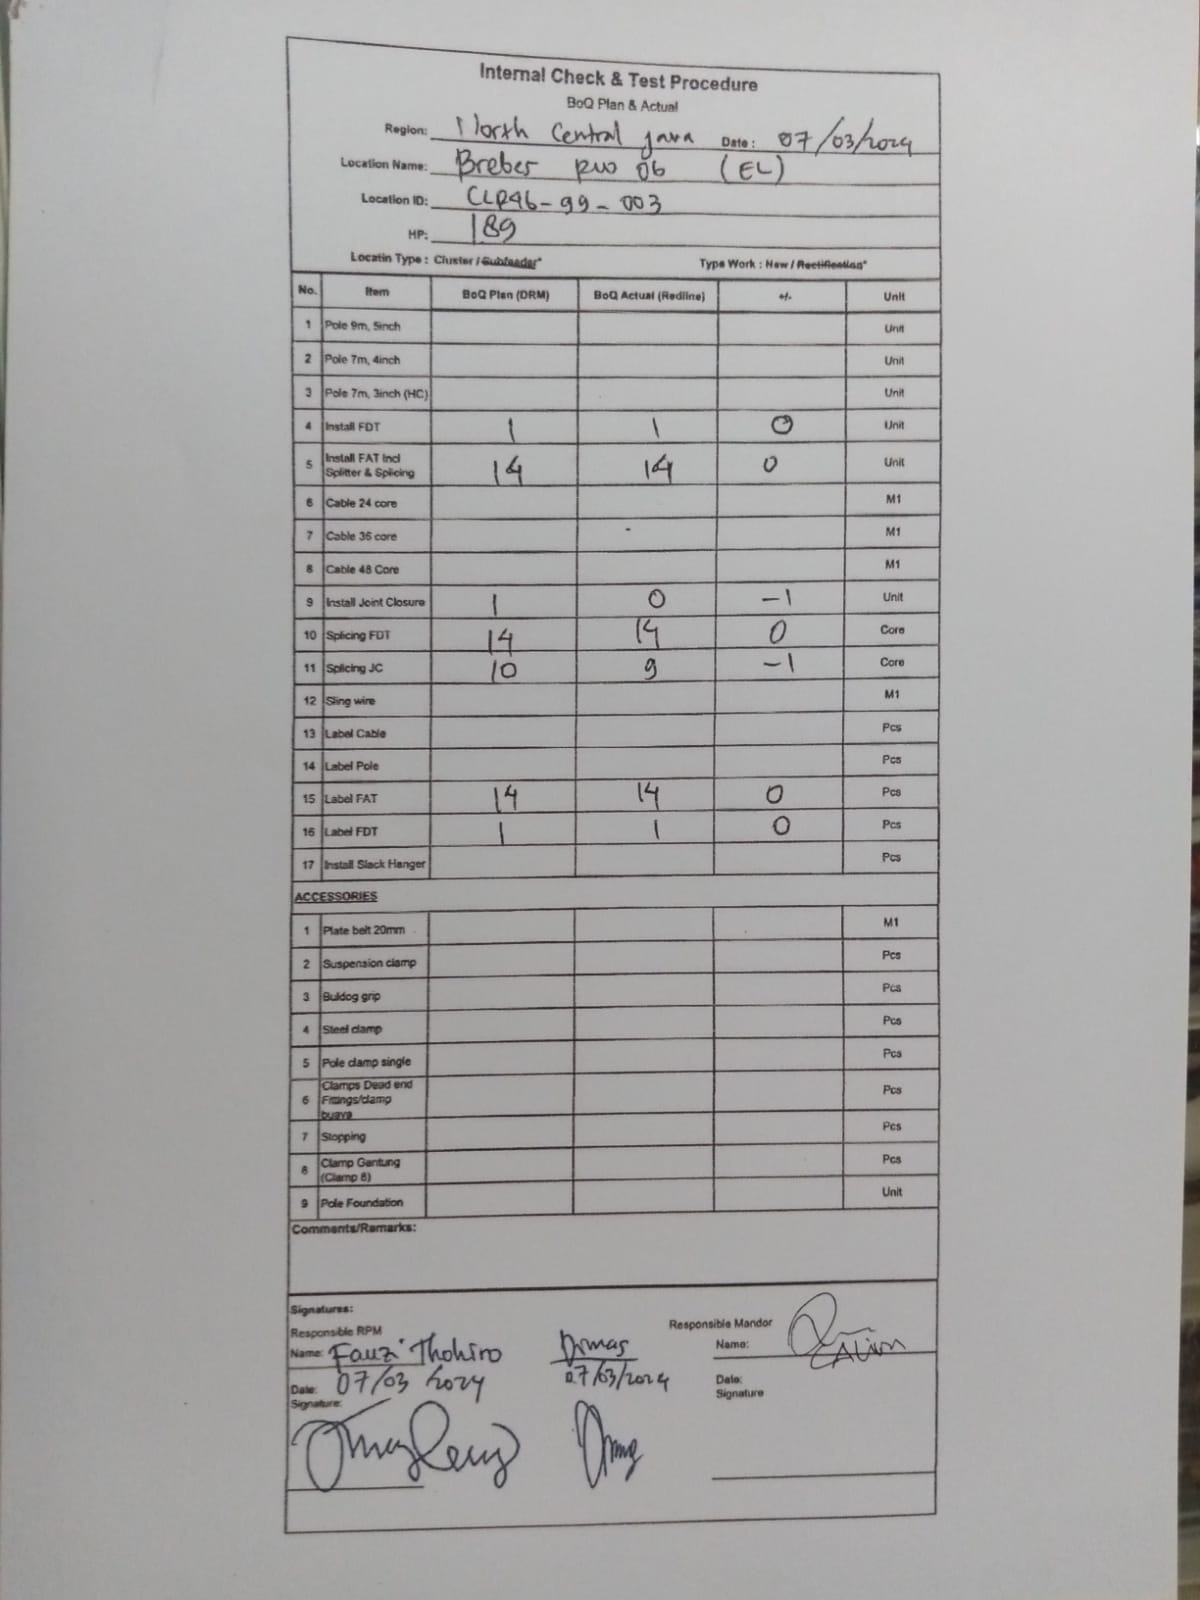 Internal Check & Test Procedure
BoQ Plan & Actual
Region: North Central Java Date: 07/03/2024
Location Name: Breber RW 06 (EL)
Location ID: -99-003
HP: 189
Locatin Type : Cluster / Subfeeder* Type Work : New / Rectification*
No. Item BoQ Plan (DRM) BoQ Actual (Redline) +/- Unit
1 Pole 9m, 5inch Unit
2 Pole 7m, 4inch Unit
3 Pole 7m, 3inch (HC) Unit
4 Install FDT 1 1 0 Unit
5 Install FAT Incl Splitter & Splicing 14 14 0 Unit
6 Cable 24 core M1
7 Cable 36 core - M1
8 Cable 48 Core M1
9 Install Joint Closure 1 0 -1 Unit
10 Splicing FDT 14 14 0 Core
11 Splicing JC 10 9 -1 Core
12 Sling wire M1
13 Label Cable Pcs
14 Label Pole Pcs
15 Label FAT 14 14 0 Pcs
16 Label FDT 1 1 0 Pcs
17 Install Slack Hanger Pcs
ACCESSORIES
1 Plate belt 20mm M1
2 Suspension clamp Pcs
3 Buldog grip Pcs
4 Steel clamp Pcs
5 Pole clamp single Pcs
6 Clamps Dead end Fittings/clamp buaya Pcs
7 Stopping Pcs
8 Clamp Gantung (Clamp 8) Pcs
9 Pole Foundation Unit
Comments/Remarks:
Signatures:
Responsible RPM Responsible Mandor
Name: Fauzi Thohiro Dimas Name:
Date: 07/03 2024 07/03/2024 Date:
Signature: Signature